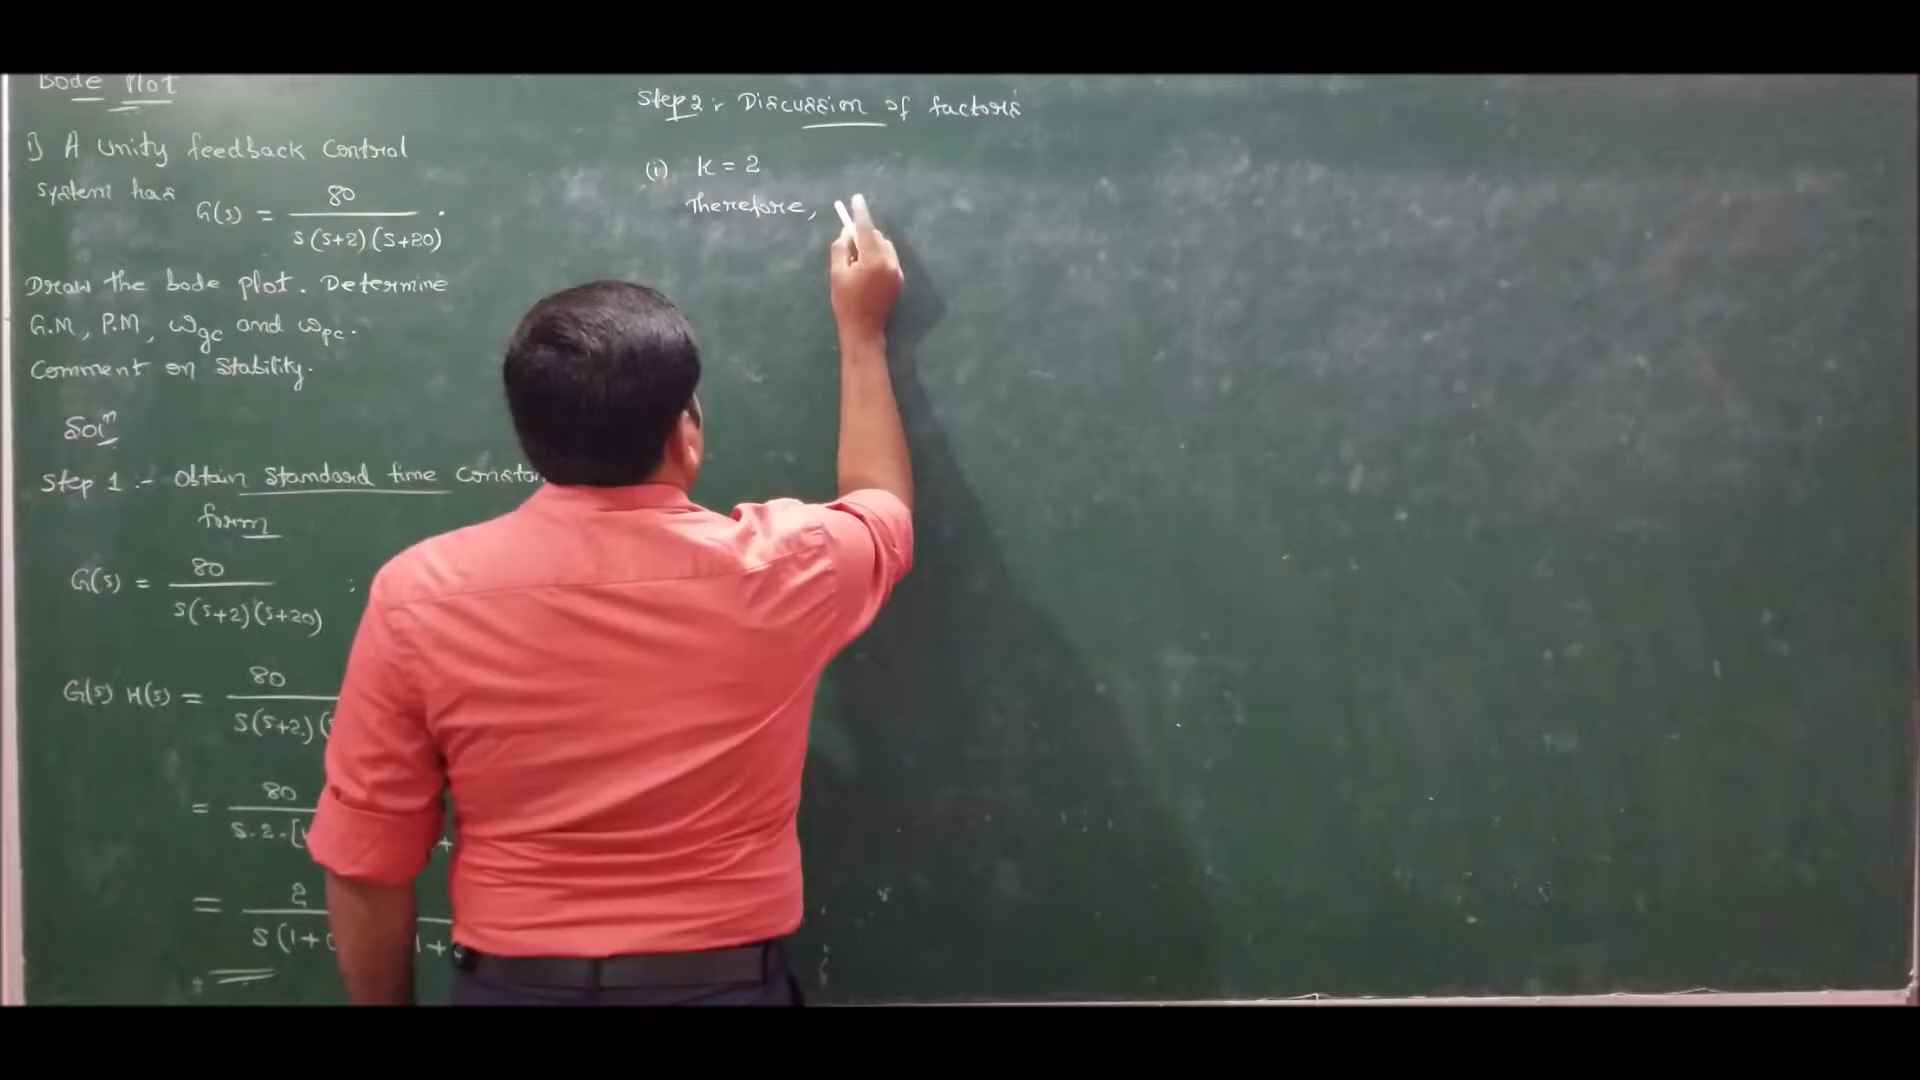 Bode Plot
1) A unity feedback control
system has G(s) = 80 / s(s+2)(s+20).
Draw the bode plot. Determine
G.M, P.M, ωgc and ωpc.
Comment on Stability.
Solⁿ
Step 1 :- Obtain standard time
form
G(s) = 80 / s(s+2)(s+20) ;
G(s) H(s) = 80 / s(s+2)
= 80 / s.2.[
= 2 / s(1+ 1+
Step 2 :- Discussion of factors
(i) K = 2
Therefore,